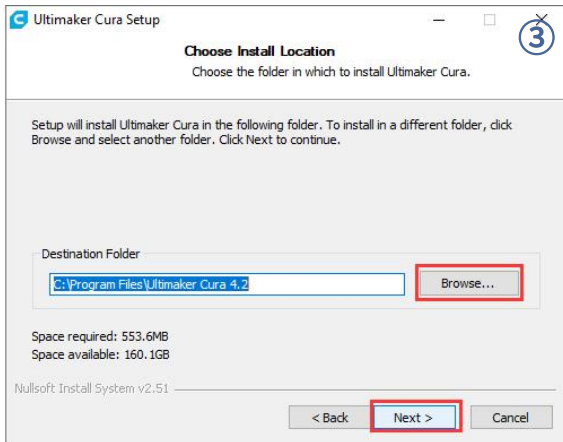 Ultimaker Cura Setup
③
Choose Install Location
Choose the folder in which to install Ultimaker Cura.
Setup will install Ultimaker Cura in the following folder. To install in a different folder, click
Browse and select another folder. Click Next to continue.
Destination Folder
C:\Program Files\Ultimaker Cura 4.2
Browse...
Space required: 553.6MB
Space available: 160.1GB
Nullsoft Install System v2.51
< Back
Next >
Cancel